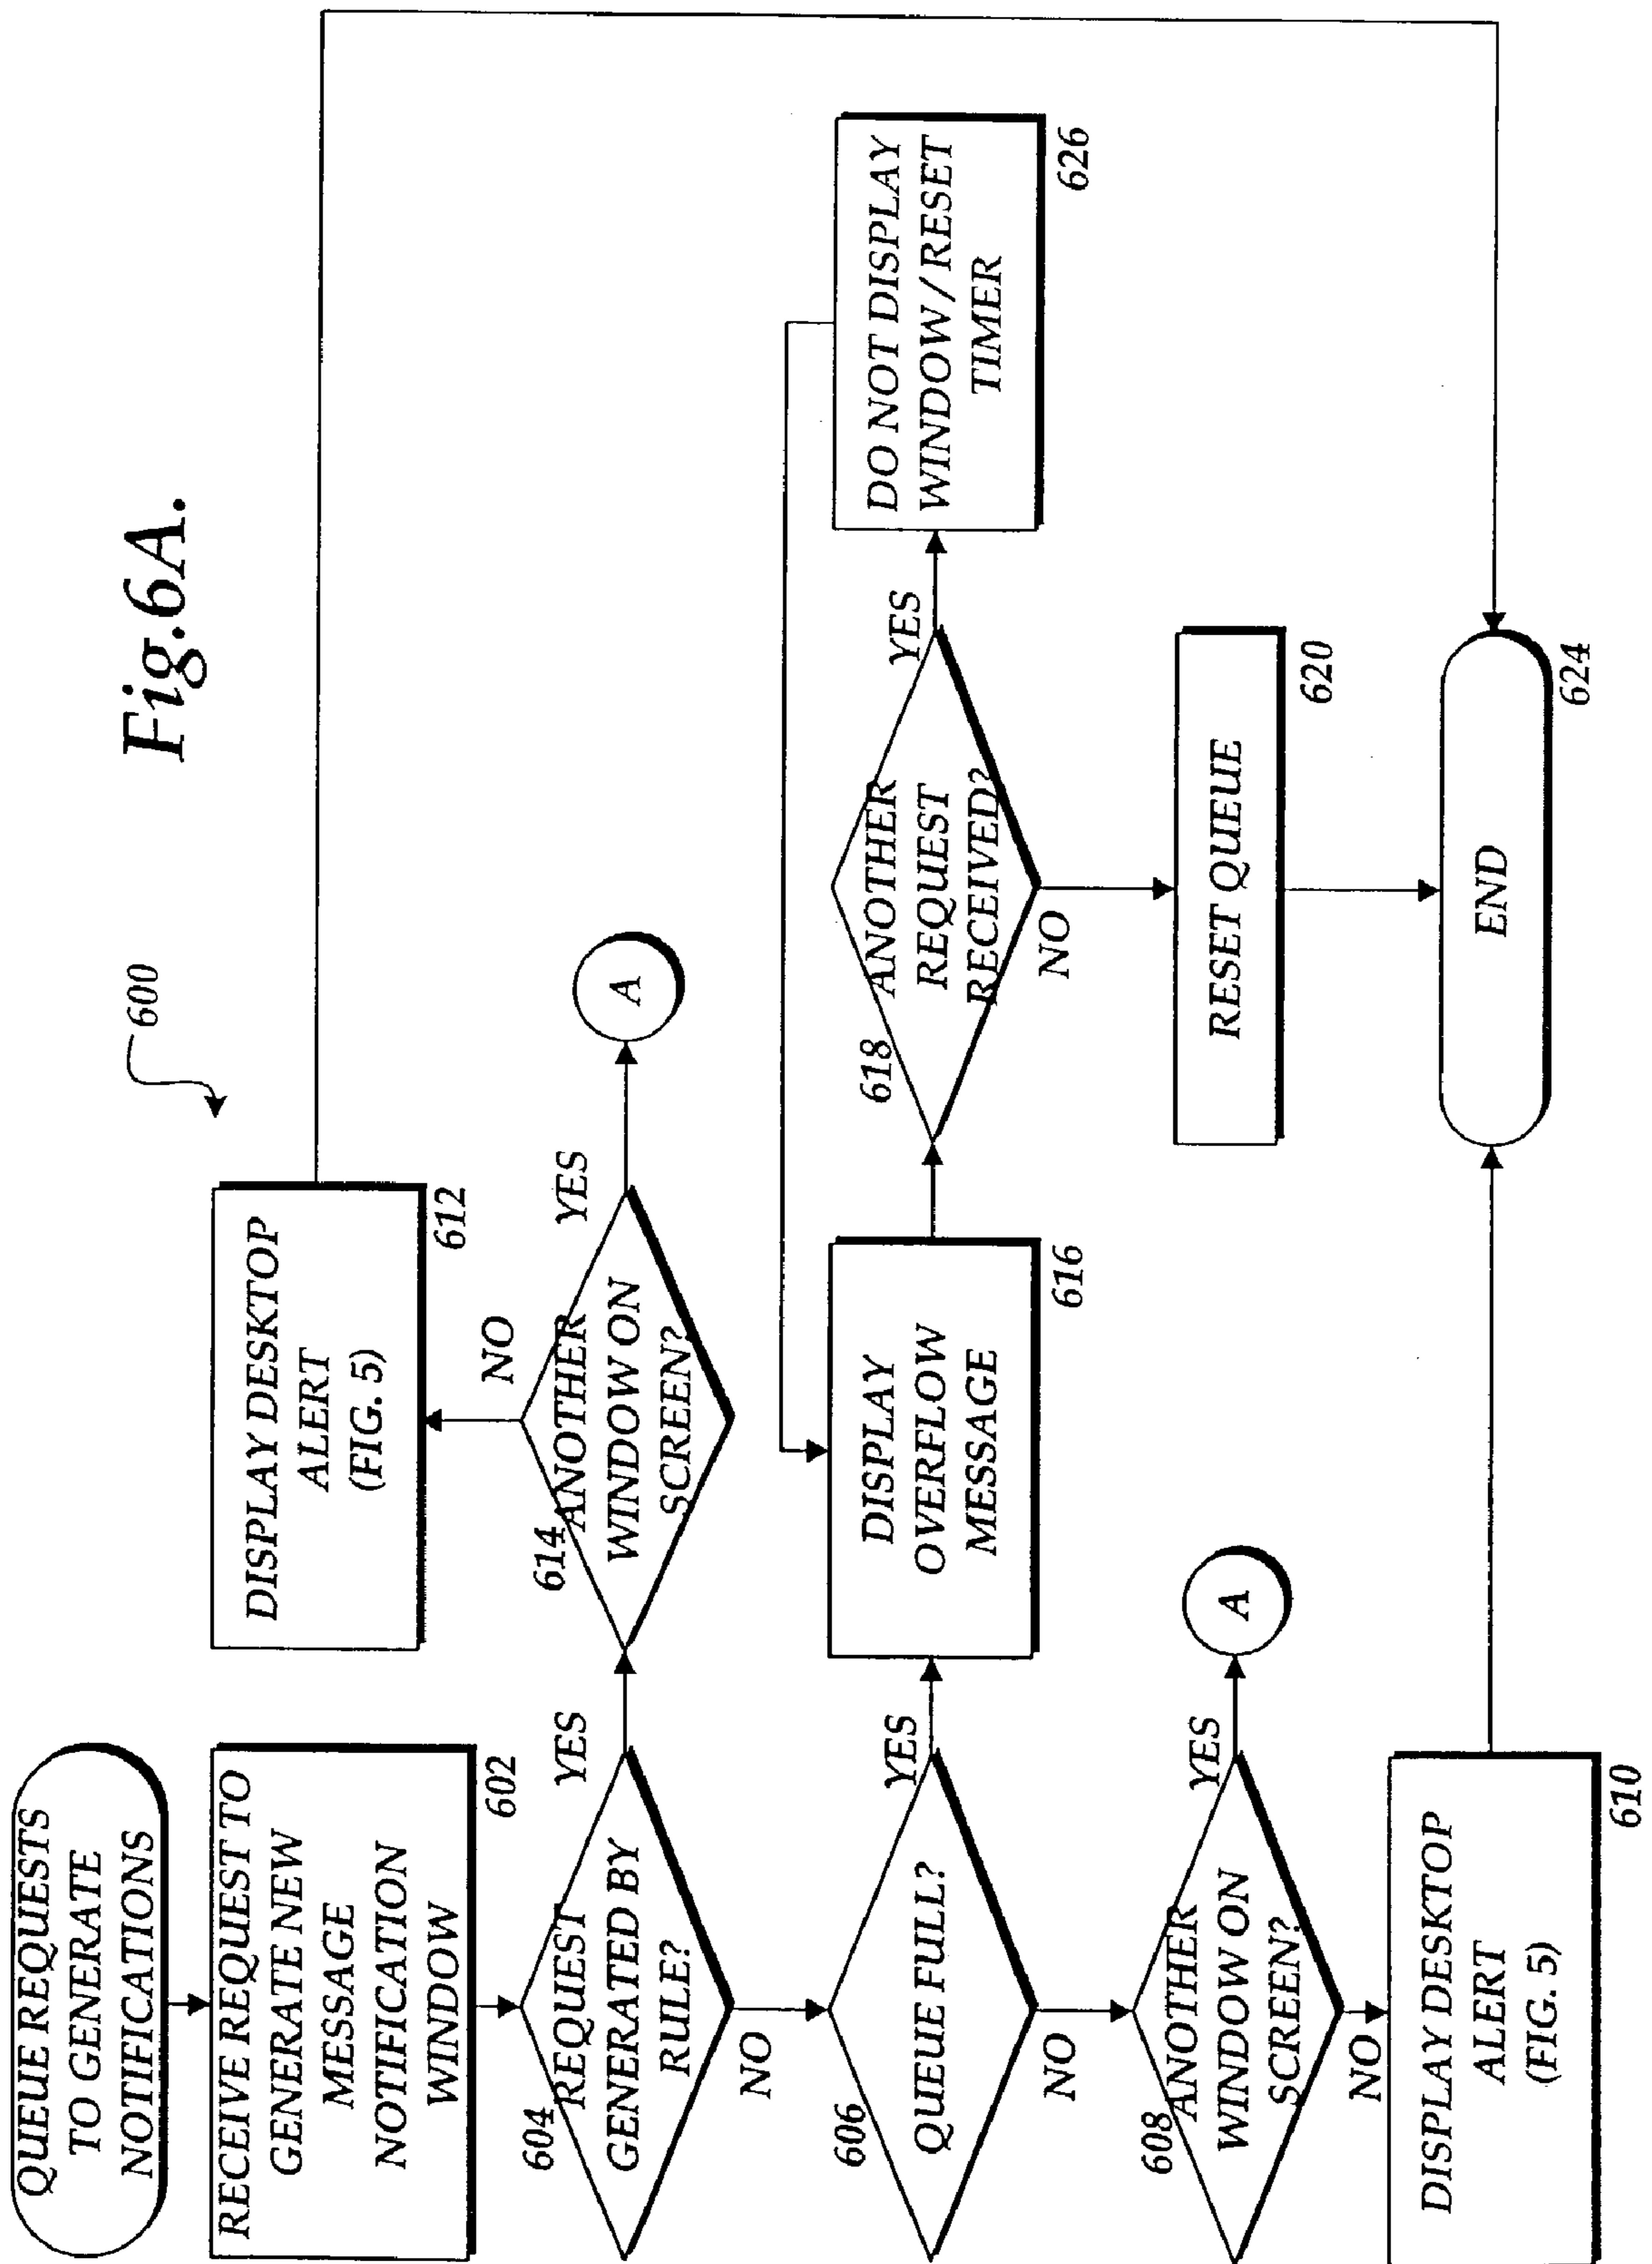 Fig.6A.
600
QUEUE REQUESTS
TO GENERATE
NOTIFICATIONS
RECEIVE REQUEST TO
GENERATE NEW
MESSAGE
NOTIFICATION
WINDOW
602
604
REQUEST
GENERATED BY
RULE?
YES
NO
614
ANOTHER
WINDOW ON
SCREEN?
NO
YES
A
DISPLAY DESKTOP
ALERT
(FIG. 5)
612
606
QUEUE FULL?
YES
NO
DISPLAY
OVERFLOW
MESSAGE
616
618
ANOTHER
REQUEST
RECEIVED?
YES
NO
DO NOT DISPLAY
WINDOW / RESET
TIMER
626
608
ANOTHER
WINDOW ON
SCREEN?
YES
NO
A
RESET QUEUE
620
DISPLAY DESKTOP
ALERT
(FIG. 5)
610
END
624